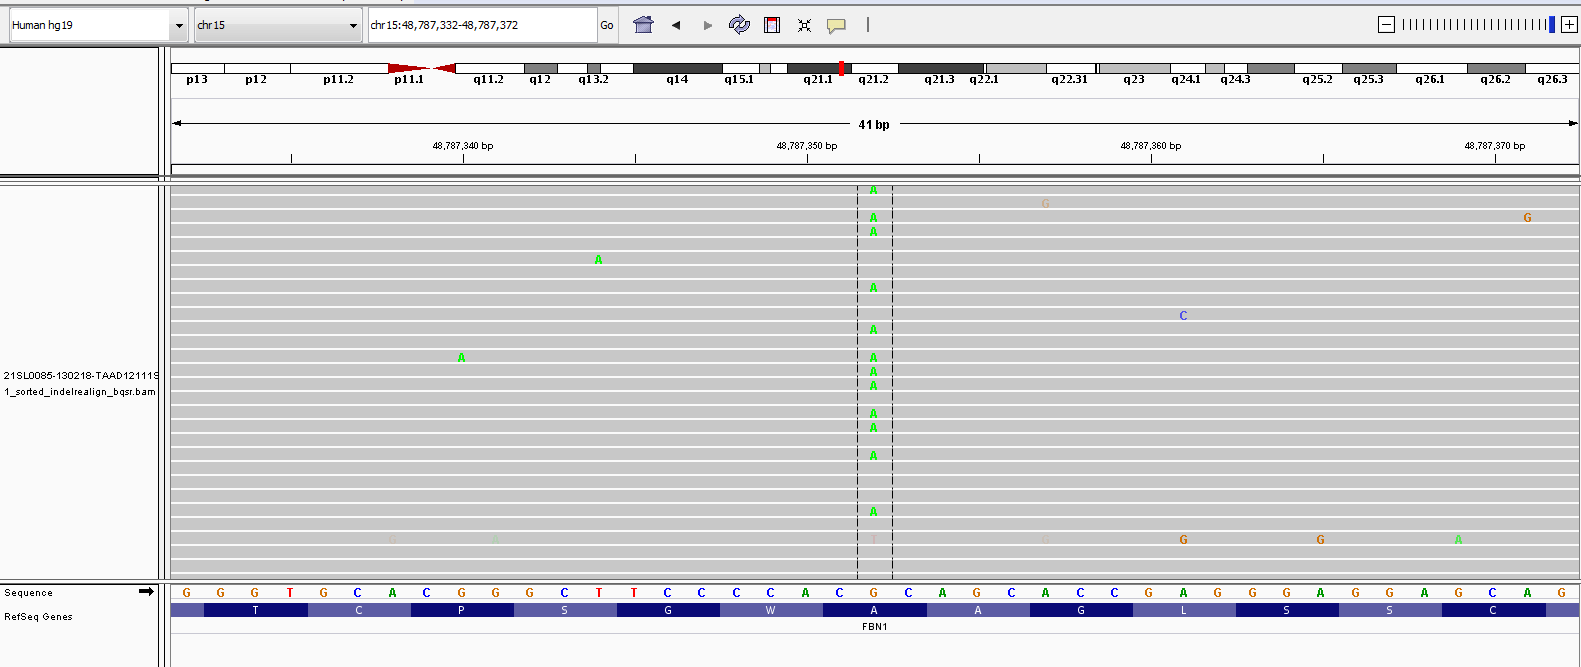 Human hg19 chr15 chr15:48,787,332-48,787,372 Go
p13 p12 p11.2 p11.1 q11.2 q12 q13.2 q14 q15.1 q21.1 q21.2 q21.3 q22.1 q22.31 q23 q24.1 q24.3 q25.2 q25.3 q26.1 q26.2 q26.3
41 bp
48,787,340 bp 48,787,350 bp 48,787,360 bp 48,787,370 bp
A
G
A G
A
A
A
C
A
A A
A
A
A
A
A
A
G A T G G G A
21SL0085-130218-TAAD12111S
1_sorted_indelrealign_bqsr.bam
Sequence G G G T G C A C G G G C T T C C C C A C G C A G C A C C G A G G G A G G A G C A G
RefSeq Genes T C P S G W A A G L S S C
FBN1